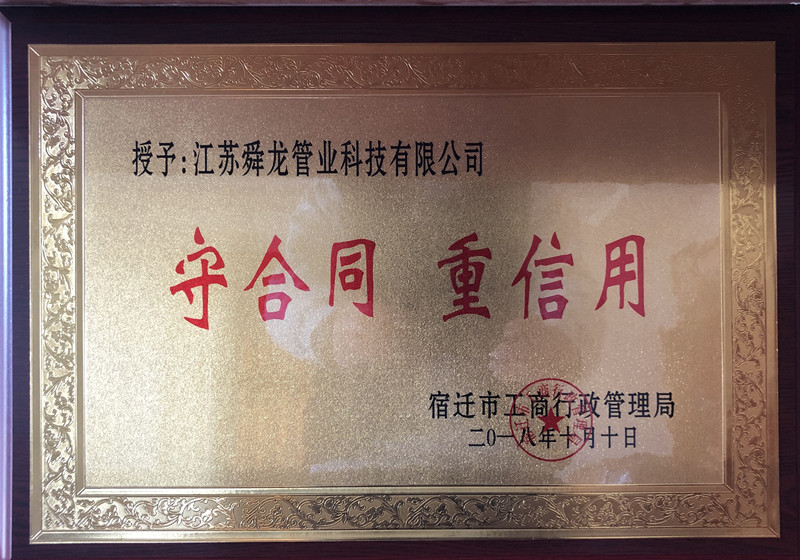 授予:江苏舜龙管业科技有限公司
守合同 重信用
宿迁市工商行政管理局
二0一八年十月十日